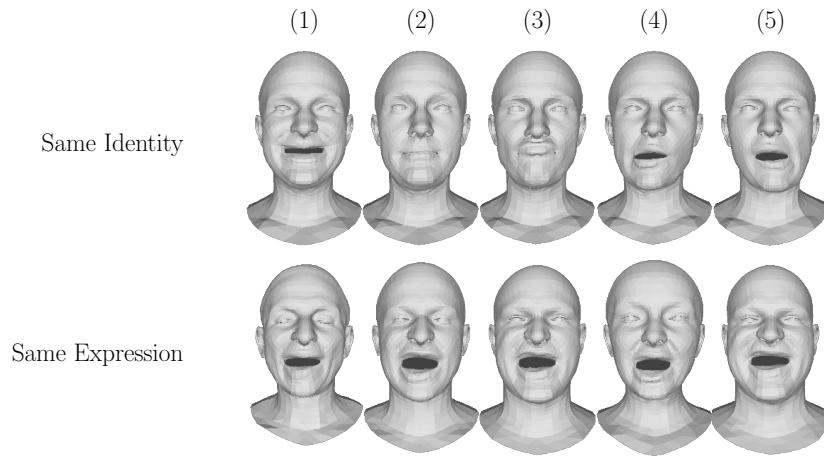 (1) (2) (3) (4) (5)
Same Identity
Same Expression